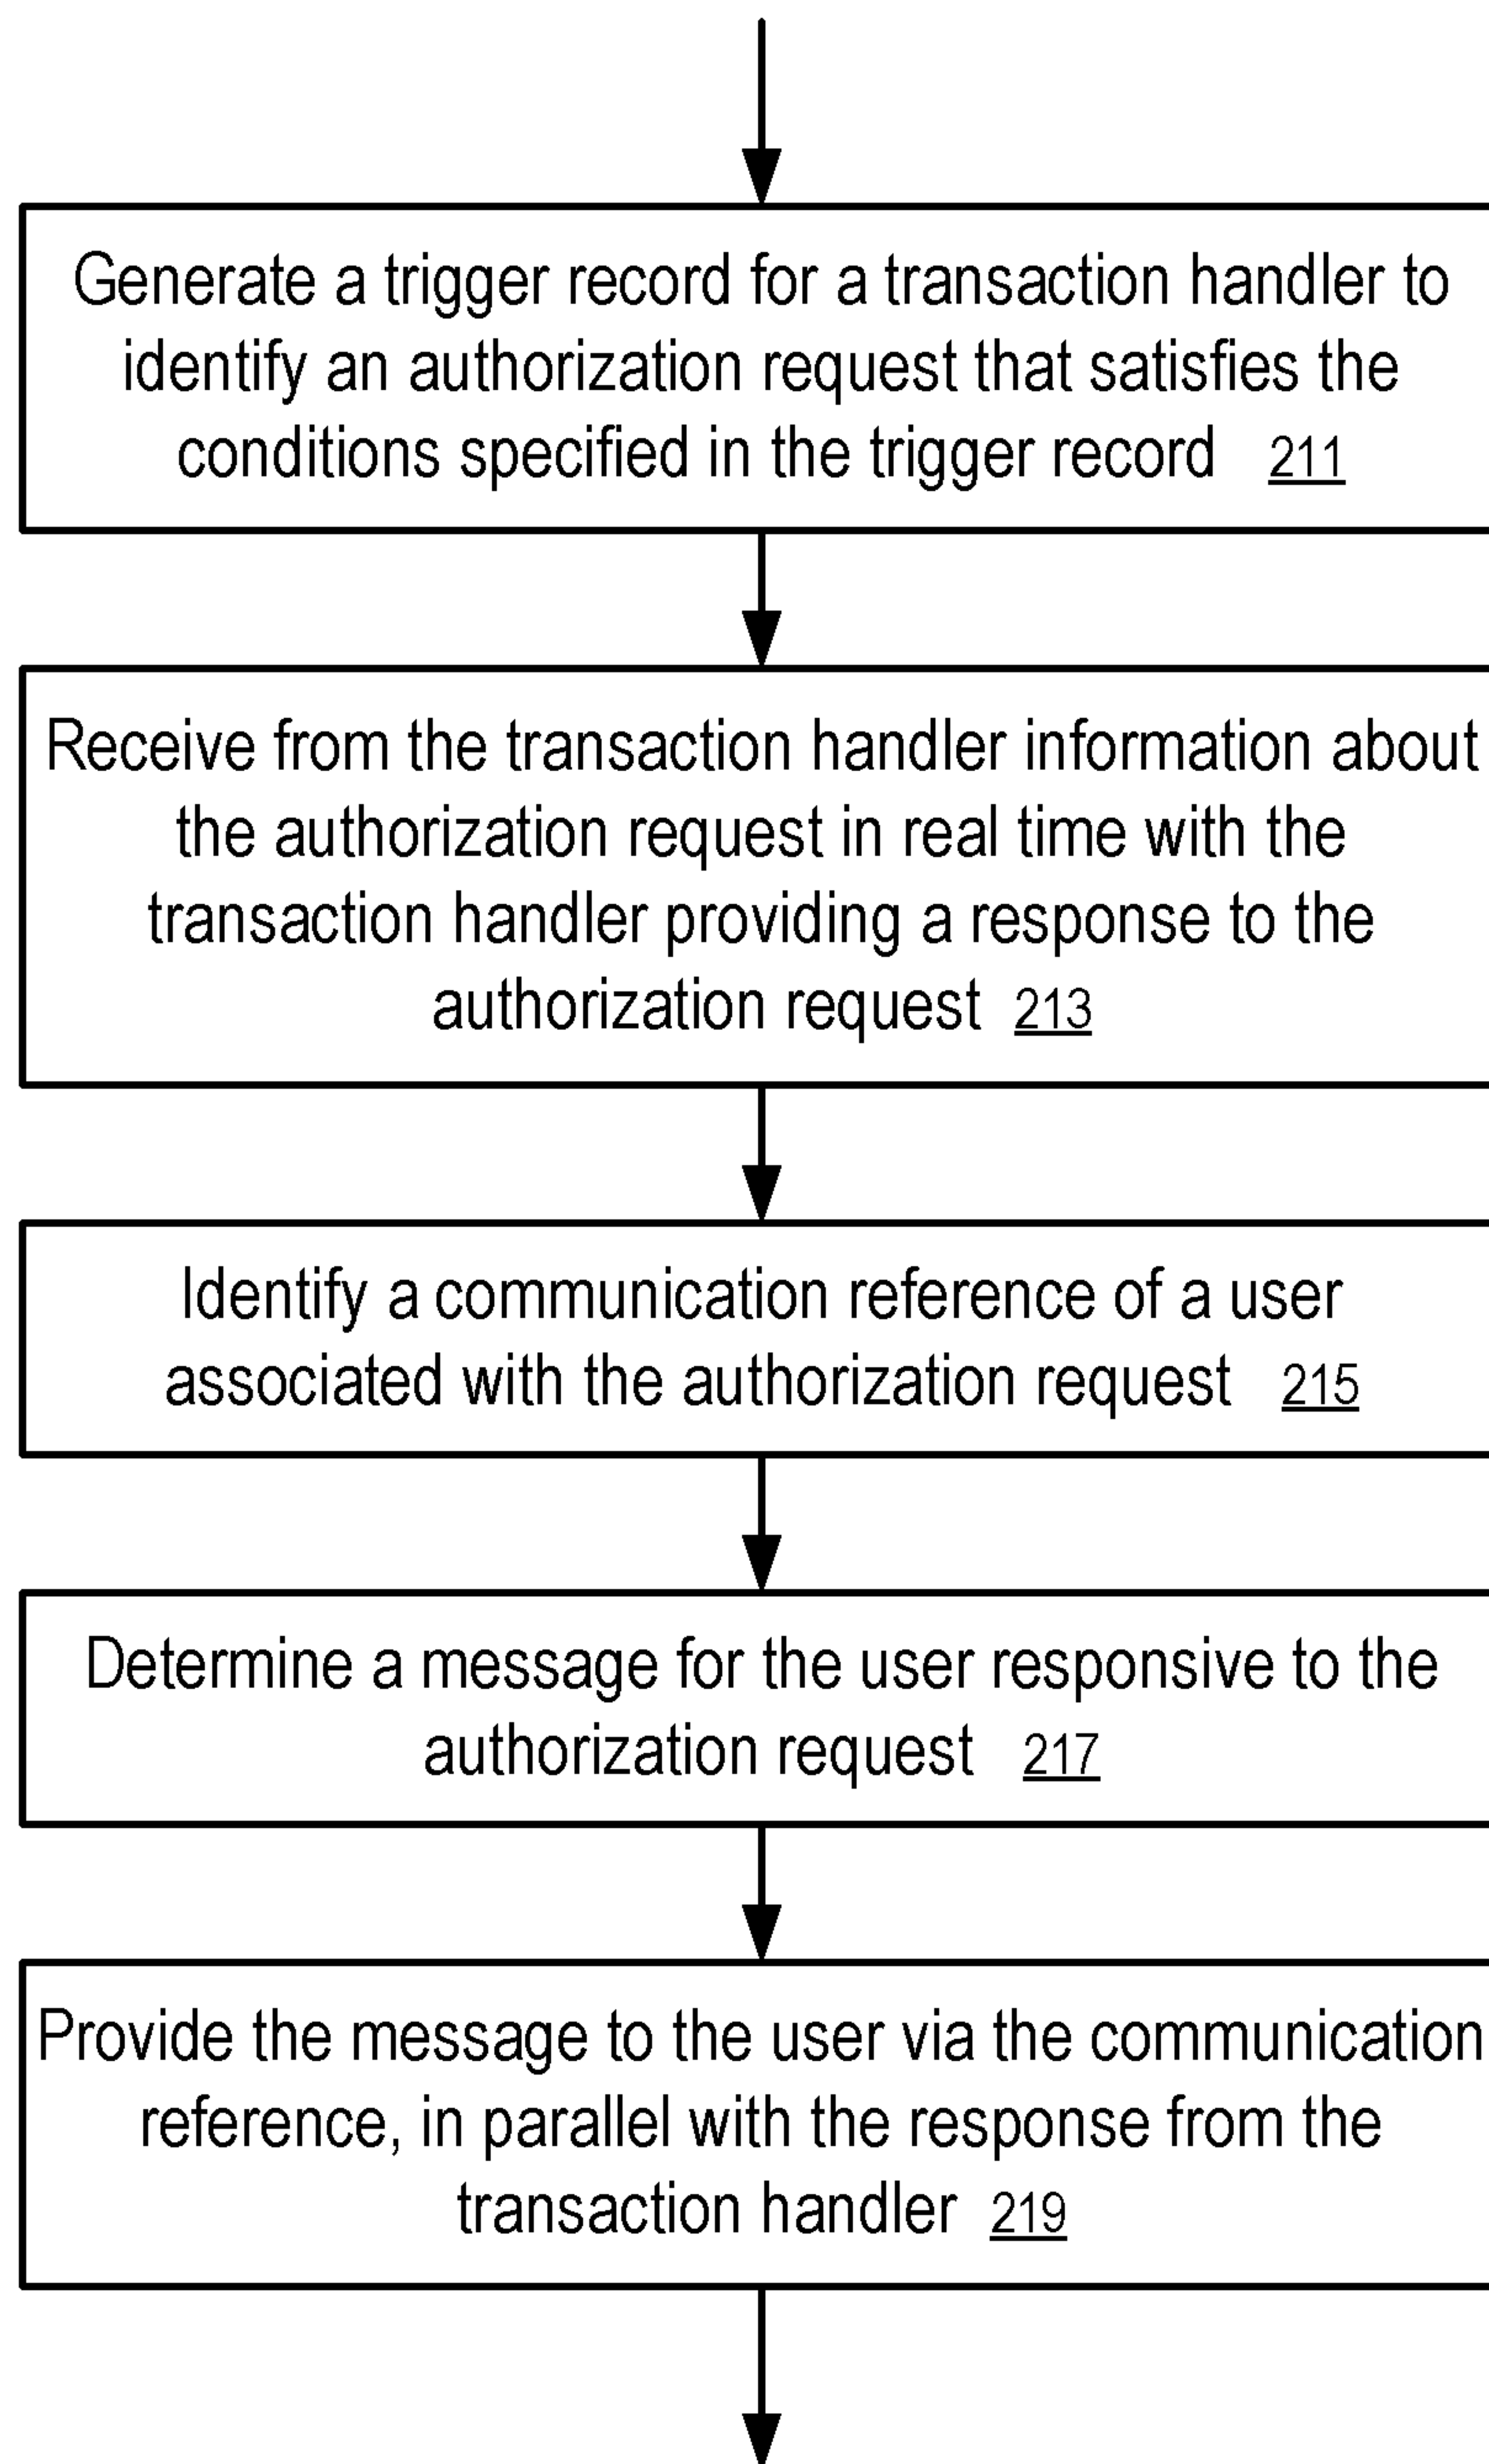 Generate a trigger record for a transaction handler to
identify an authorization request that satisfies the
conditions specified in the trigger record 211
Receive from the transaction handler information about
the authorization request in real time with the
transaction handler providing a response to the
authorization request 213
Identify a communication reference of a user
associated with the authorization request 215
Determine a message for the user responsive to the
authorization request 217
Provide the message to the user via the communication
reference, in parallel with the response from the
transaction handler 219